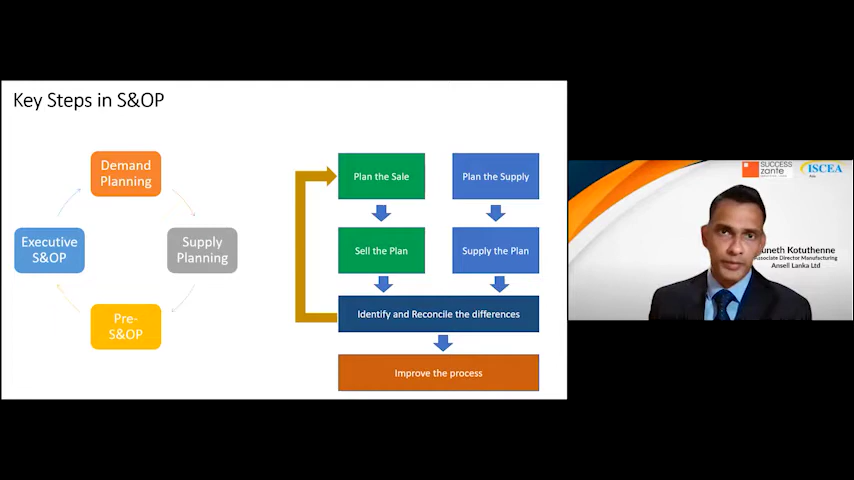 Key Steps in S&OP
Demand
Planning
Supply
Planning
Pre-
S&OP
Executive
S&OP
Plan the Sale
Plan the Supply
Sell the Plan
Supply the Plan
Identify and Reconcile the differences
Improve the process
SUCCESS
zante
ISCEA
uneth Kotuthenne
Associate Director Manufacturing
Ansell Lanka Ltd